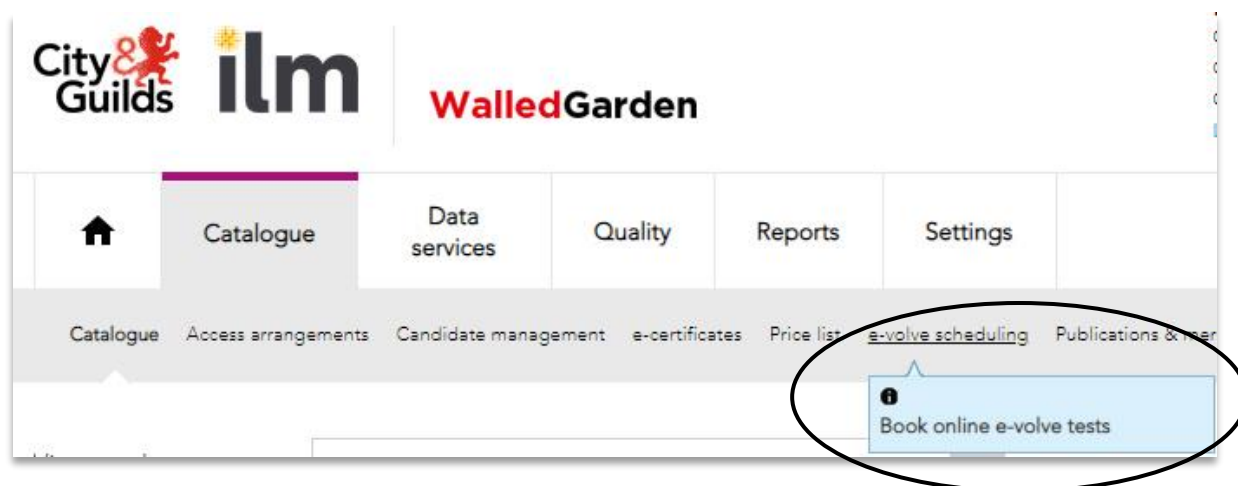 City&
Guilds
ilm
WalledGarden
Catalogue
Data
services
Quality
Reports
Settings
Catalogue Access arrangements Candidate management e-certificates Price list e-volve scheduling Publications &
Book online e-volve tests